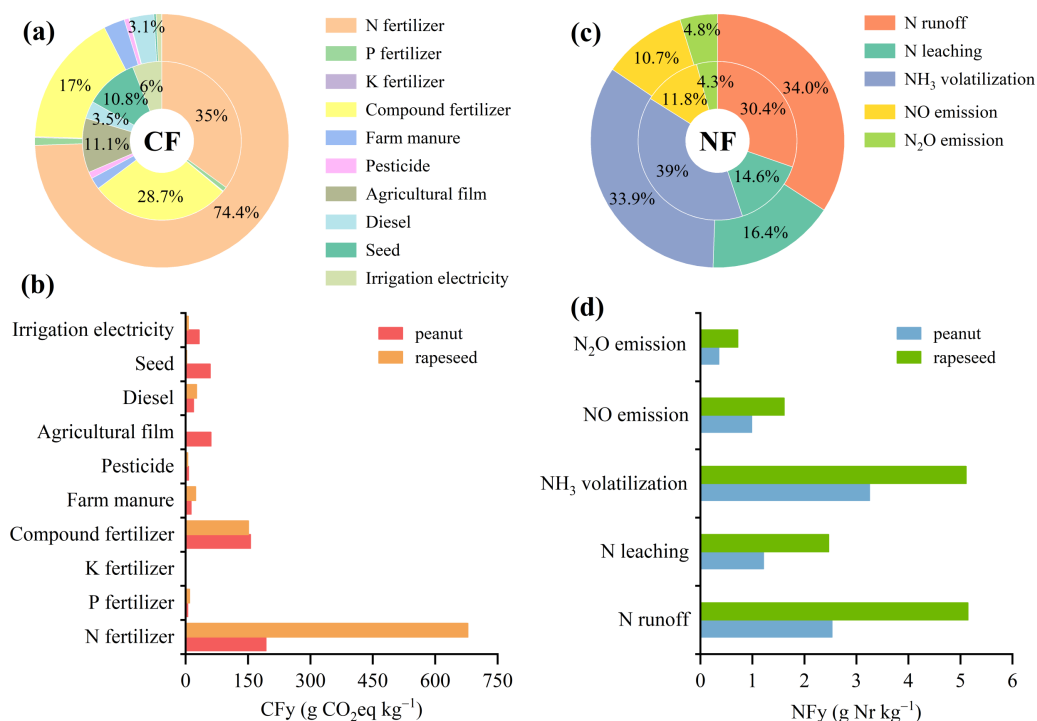 (a)
3.1%
17%
10.8%
6%
3.5%
35%
11.1%
CF
28.7%
74.4%
N fertilizer
P fertilizer
K fertilizer
Compound fertilizer
Farm manure
Pesticide
Agricultural film
Diesel
Seed
Irrigation electricity
(c)
4.8%
10.7%
4.3%
34.0%
11.8%
30.4%
NF
39%
14.6%
33.9%
16.4%
N runoff
N leaching
NH₃ volatilization
NO emission
N₂O emission
(b)
Irrigation electricity
Seed
Diesel
Agricultural film
Pesticide
Farm manure
Compound fertilizer
K fertilizer
P fertilizer
N fertilizer
peanut
rapeseed
0 150 300 450 600 750
CFy (g CO₂eq kg⁻¹)
(d)
N₂O emission
NO emission
NH₃ volatilization
N leaching
N runoff
peanut
rapeseed
0 1 2 3 4 5 6
NFy (g Nr kg⁻¹)